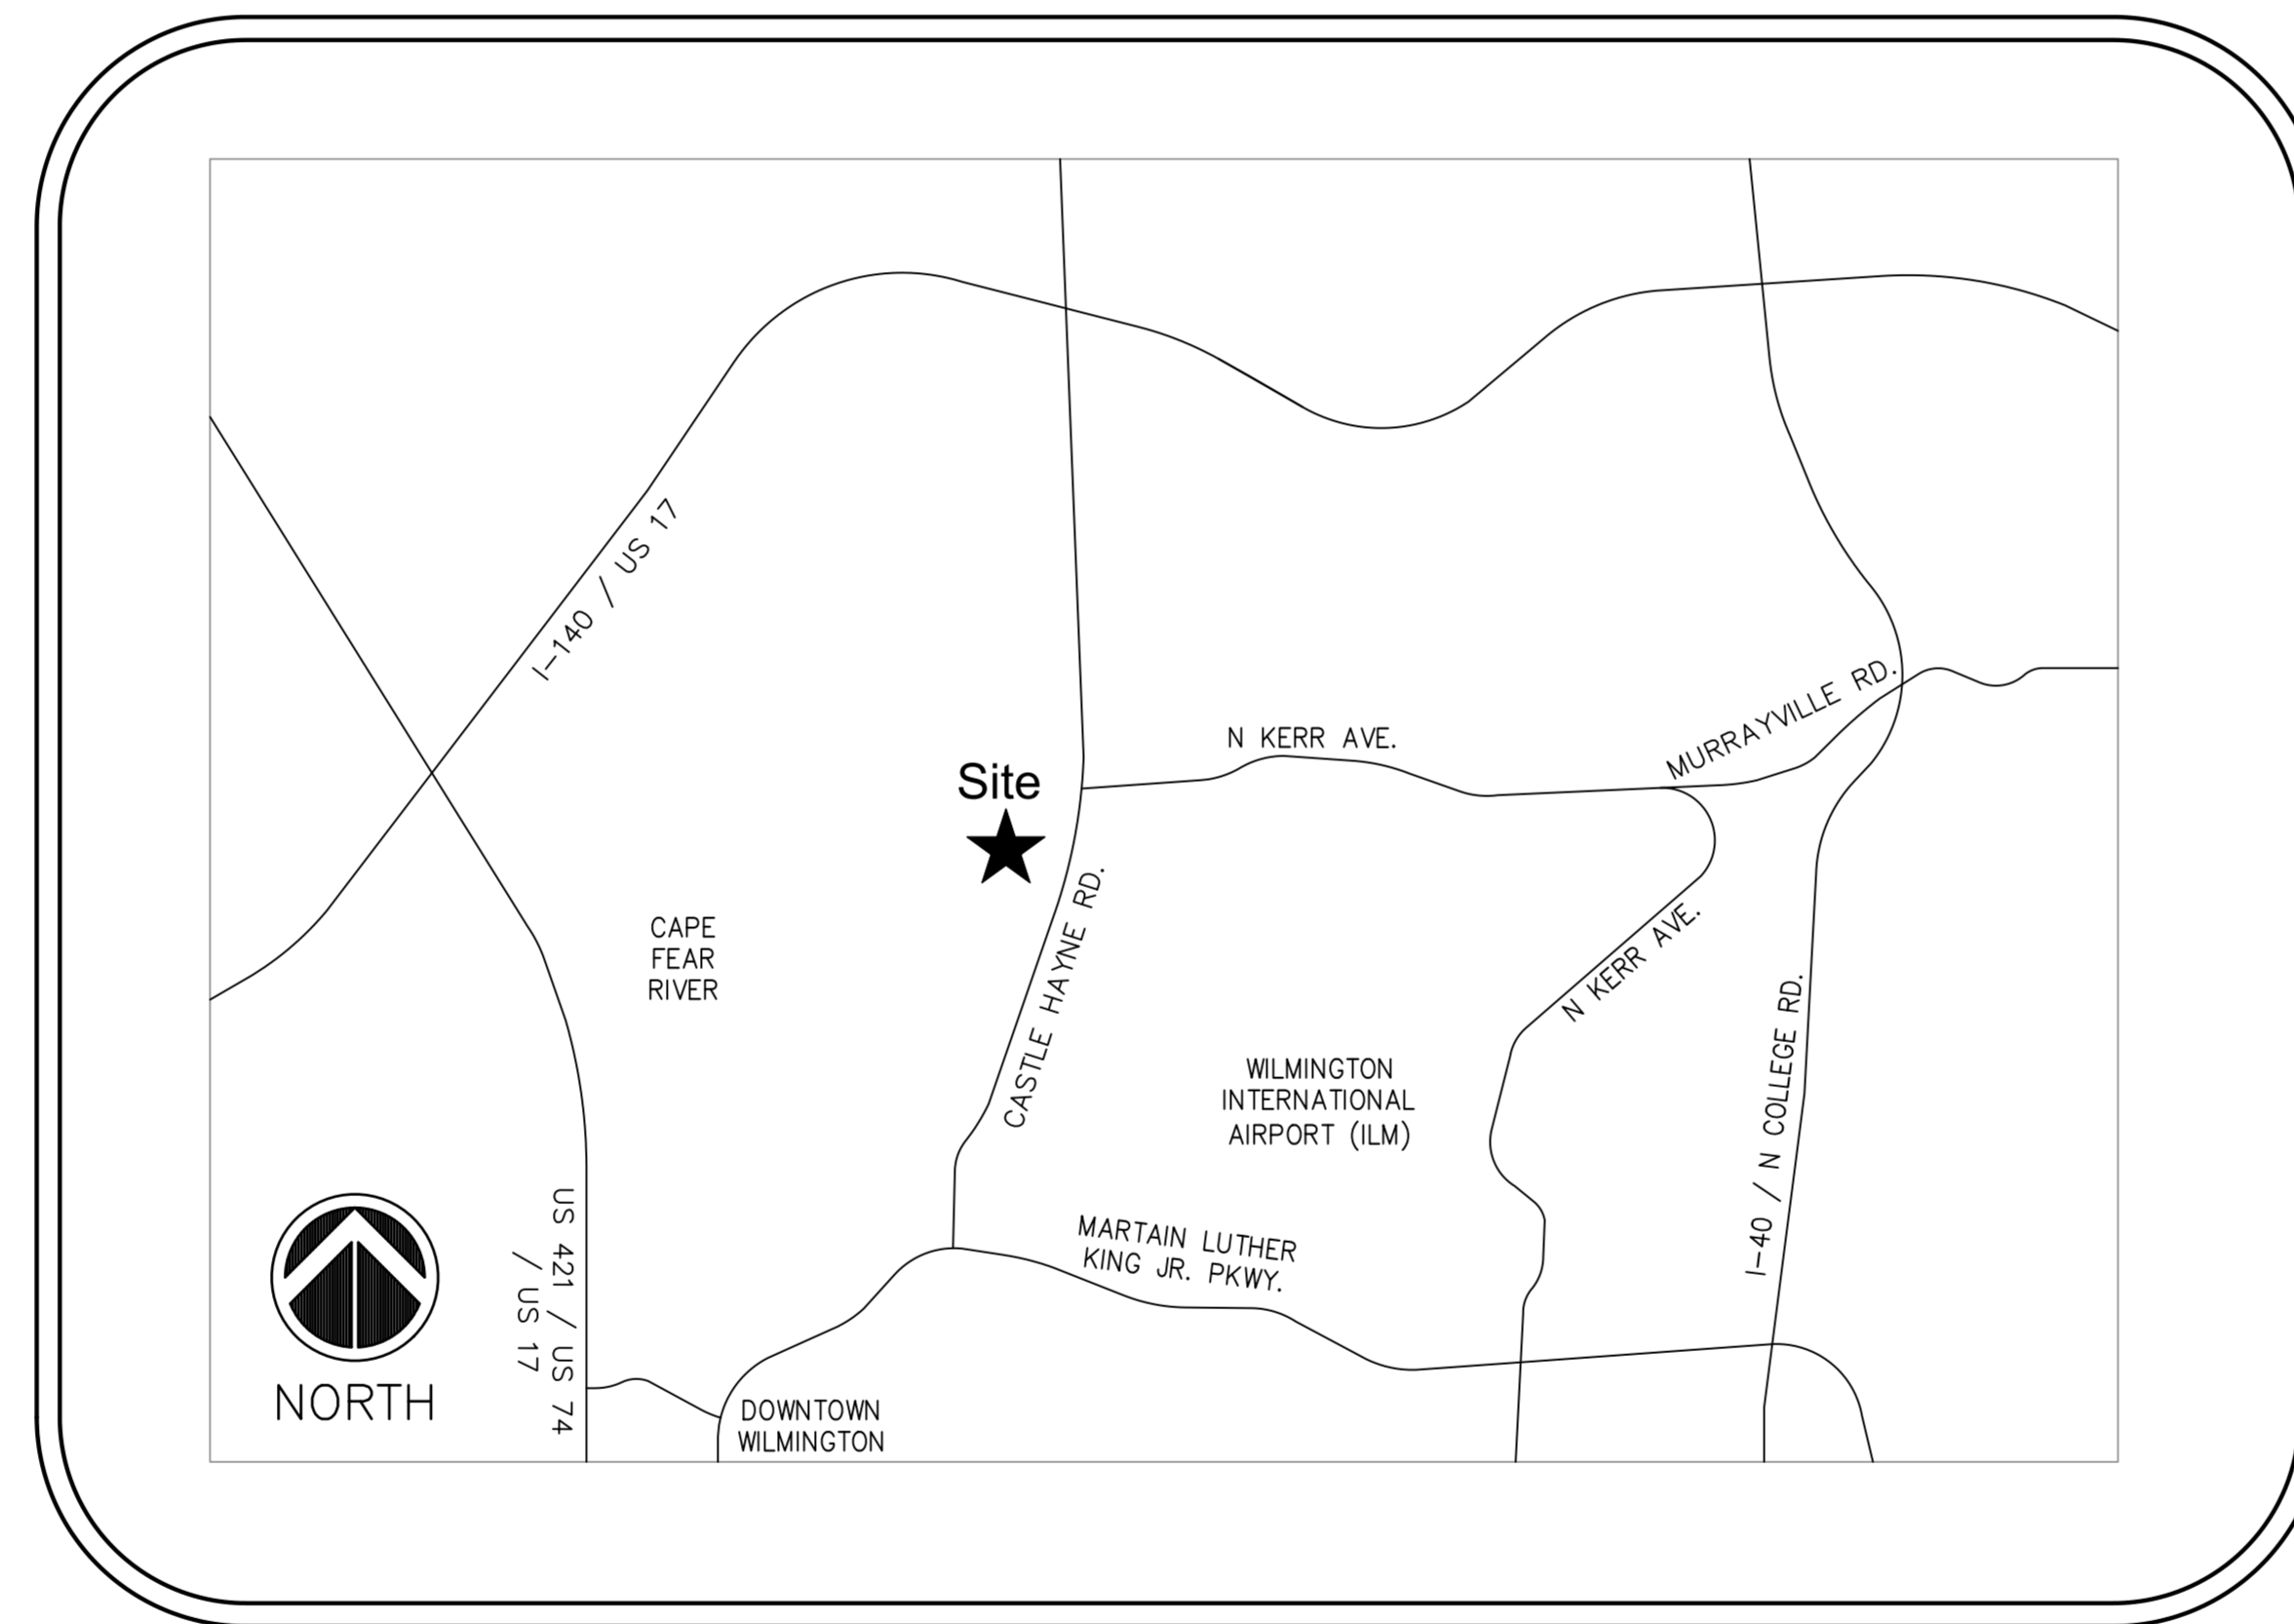 I-140 / US 17
MURRAYVILLE RD.
N KERR AVE.
Site
CASTLE HAYNE RD.
N KERR AVE.
CAPE
FEAR
RIVER
I-40 / N COLLEGE RD.
WILMINGTON
INTERNATIONAL
AIRPORT (ILM)
US 421 / US 74
/ US 17
MARTAIN LUTHER
KING JR. PKWY.
NORTH
DOWNTOWN
WILMINGTON